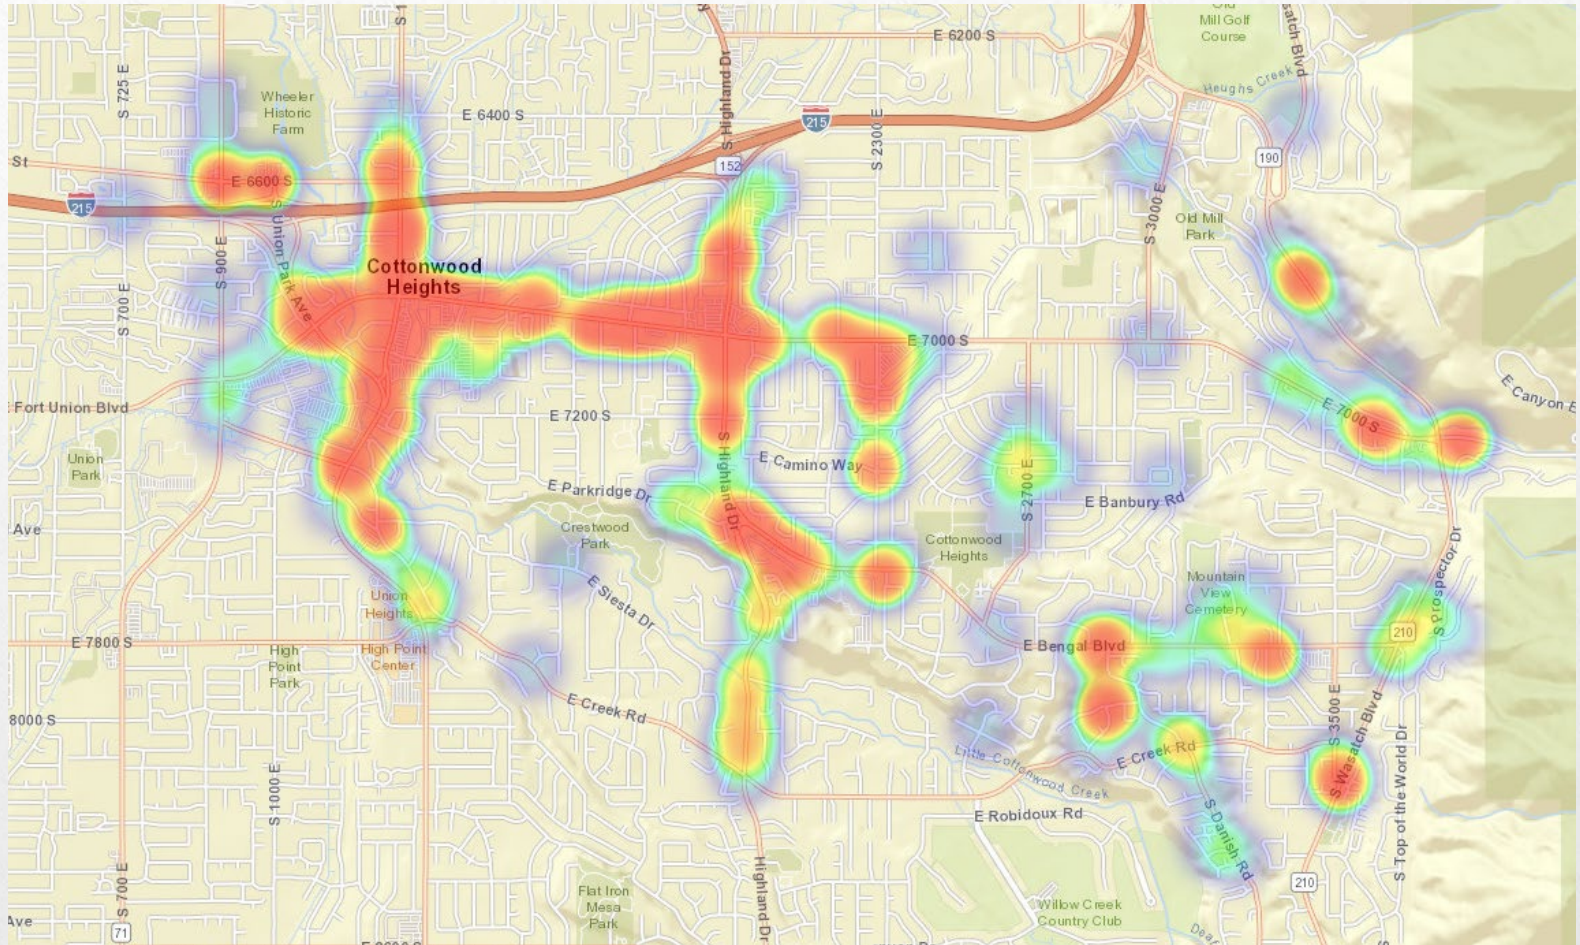 Mill Golf
Course
E 6200 S
S 725 E
Wheeler
Historic
Farm
E 6400 S
S Highland Dr
215
S 2300 E
Heughs Creek
152
190
St
E 6600 S
215
S 3000 E
Old Mill
Park
S 900 E
Union Park Ave
Cottonwood
Heights
S 700 E
E 7000 S
E Canyon E
Fort Union Blvd
E 7200 S
E 7000 S
Union
Park
S Highland Dr
E Camino Way
E Parkridge Dr
S 2700 E
E Banbury Rd
Ave
Crestwood
Park
Cottonwood
Heights
S Prospector Dr
E Siesta Dr
Union
Heights
Mountain
View
Cemetery
210
E 7800 S
High Point
Center
High
Point
Park
E Bengal Blvd
E Creek Rd
S 3500 E
S Wasatch Blvd
8000 S
E Creek Rd
Little Cottonwood Creek
S Top of the World Dr
S 1000 E
E Robidoux Rd
S Danish Rd
S 700 E
Highland Dr
Flat Iron
Mesa
Park
210
Willow Creek
Country Club
Ave
71